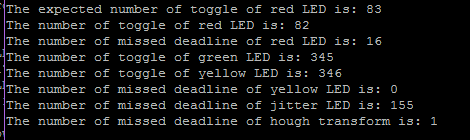 The expected number of toggle of red LED is: 83
The number of toggle of red LED is: 82
The number of missed deadline of red LED is: 16
The number of toggle of green LED is: 345
The number of toggle of yellow LED is: 346
The number of missed deadline of yellow LED is: 0
The number of missed deadline of jitter LED is: 155
The number of missed deadline of hough transform is: 1